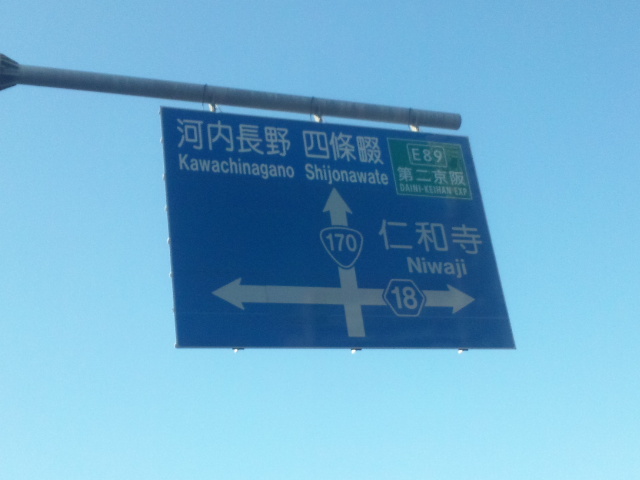 河内長野 四條畷
Kawachinagano Shijonawate
E89
第二京阪
DAINI-KEIHAN EXP.
170
仁和寺
Niwaji
18